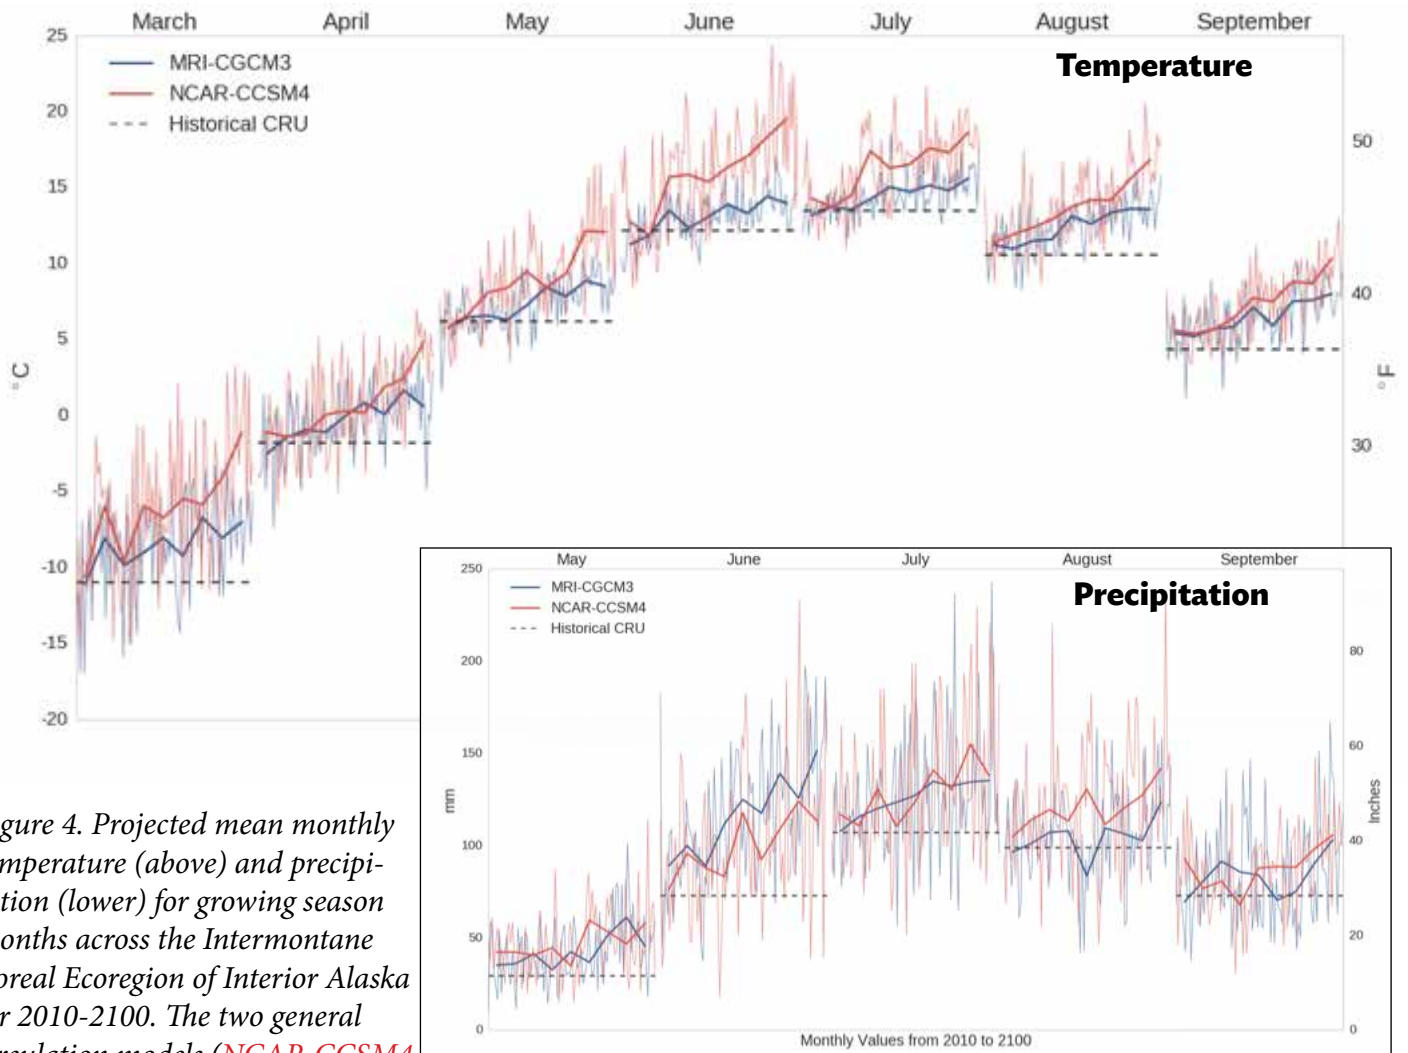 March April May June July August September
25
20
15
10
5
0
-5
-10
-15
-20
°C
MRI-CGCM3
NCAR-CCSM4
Historical CRU
Temperature
50
40
30
°F
May June July August September
250
200
150
100
50
0
mm
MRI-CGCM3
NCAR-CCSM4
Historical CRU
Precipitation
80
60
40
20
0
Inches
Monthly Values from 2010 to 2100
gure 4. Projected mean monthly
mperature (above) and precipi-
tion (lower) for growing season
onths across the Intermontane
oreal Ecoregion of Interior Alaska
r 2010-2100. The two general
rculation models (NCAR-CCSM4